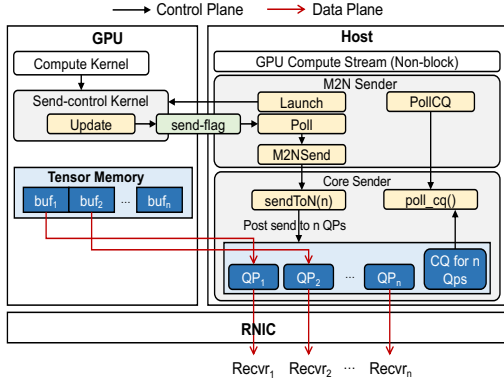 Control Plane
Data Plane
GPU
Host
Compute Kernel
GPU Compute Stream (Non-block)
M2N Sender
Send-control Kernel
Launch
PollCQ
Update
send-flag
Poll
M2NSend
Tensor Memory
buf1 buf2 ... bufn
Core Sender
sendToN(n)
poll_cq()
Post send to n QPs
QP1 QP2 ... QPn
CQ for n
Qps
RNIC
Recvr1 Recvr2 ... Recvrn